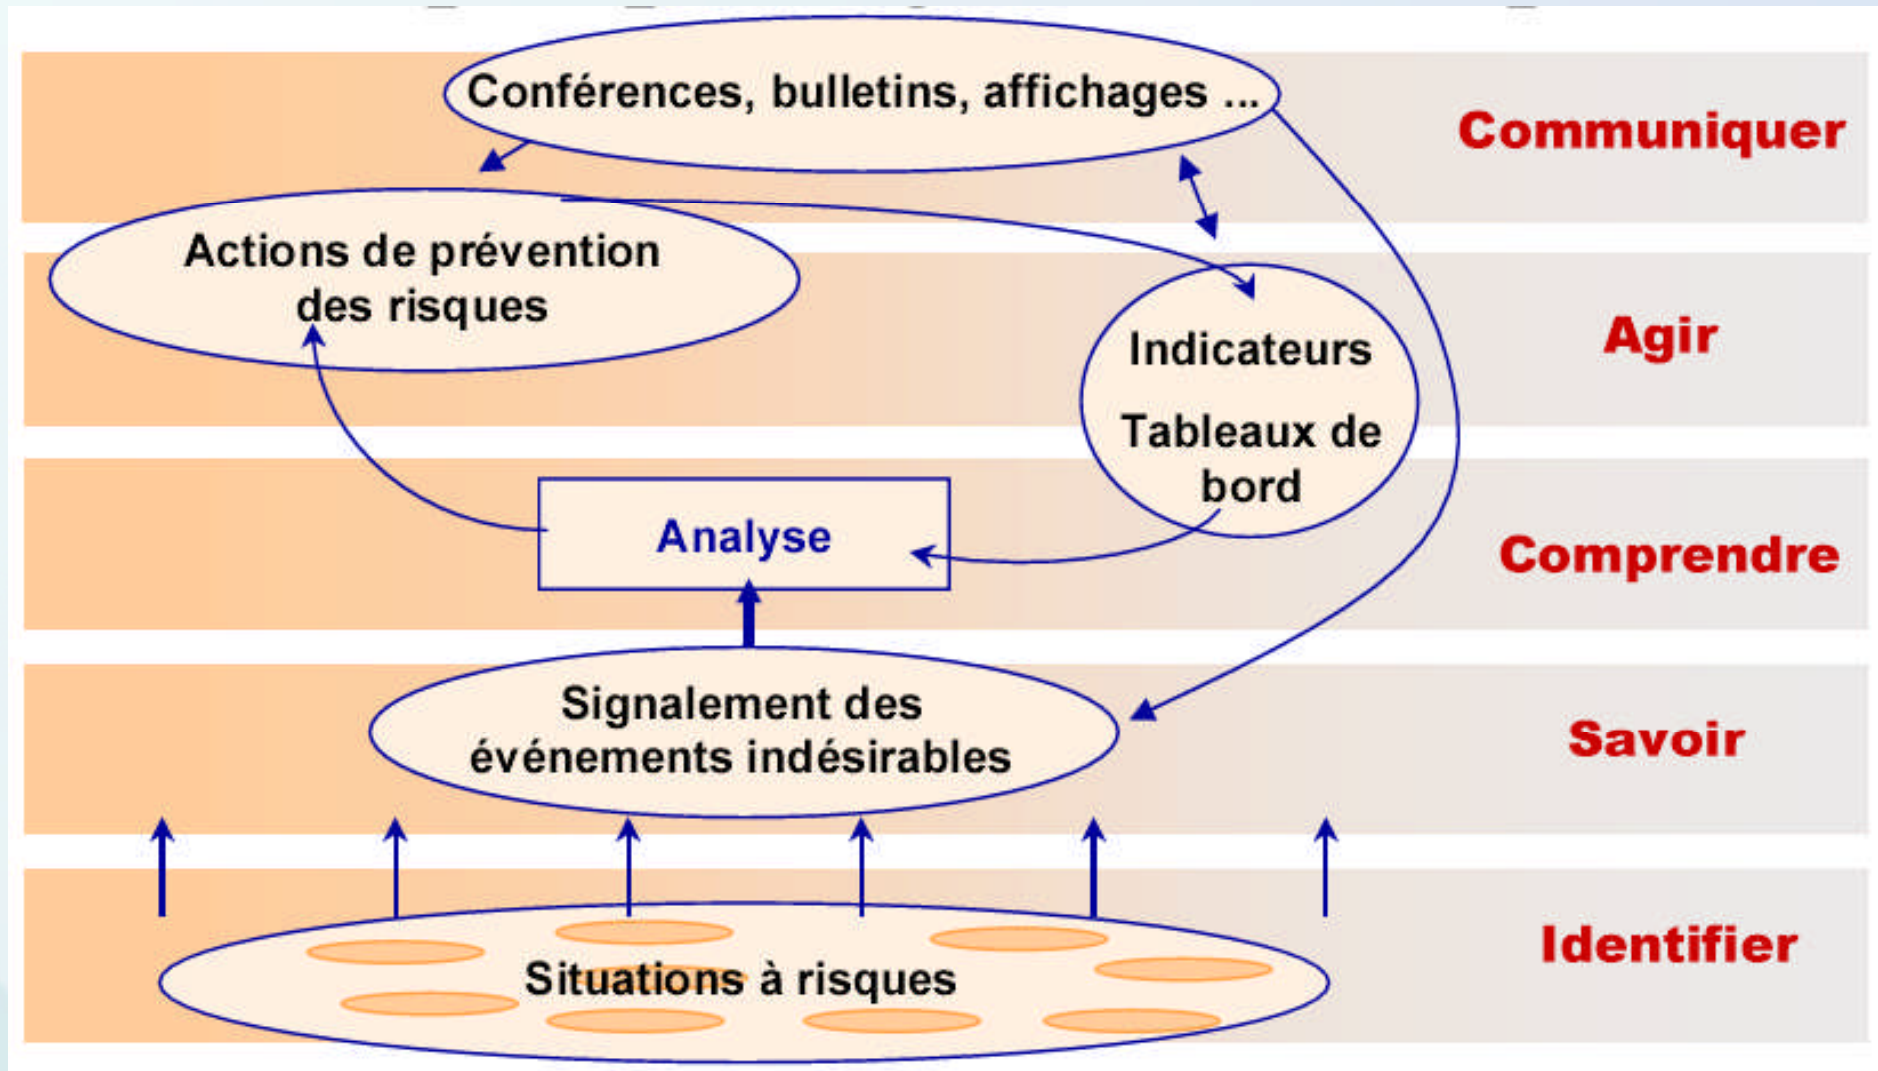 Conférences, bulletins, affichages ...
Communiquer
Actions de prévention
des risques
Agir
Indicateurs
Tableaux de
bord
Analyse
Comprendre
Signalement des
événements indésirables
Savoir
Situations à risques
Identifier